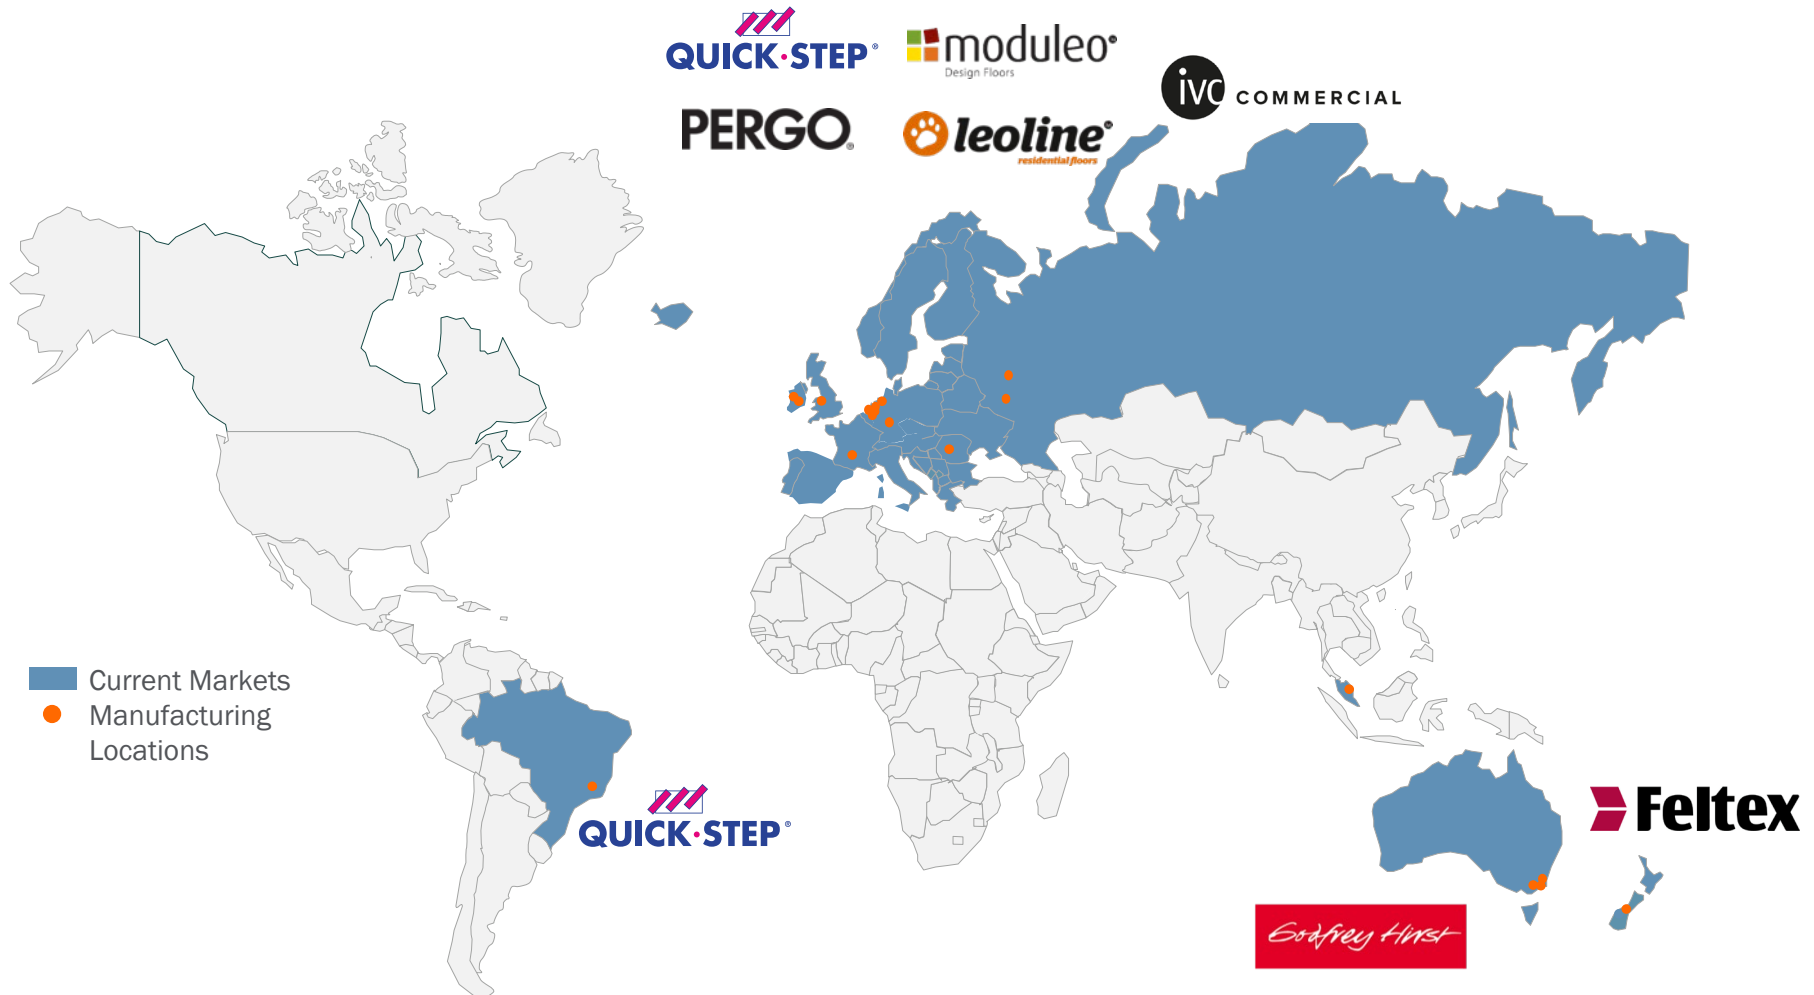 QUICK·STEP®
moduleo
Design Floors
ivc COMMERCIAL
PERGO®
leoline
residential floors
Current Markets
Manufacturing
Locations
QUICK·STEP®
Feltex
Godfrey Hirst